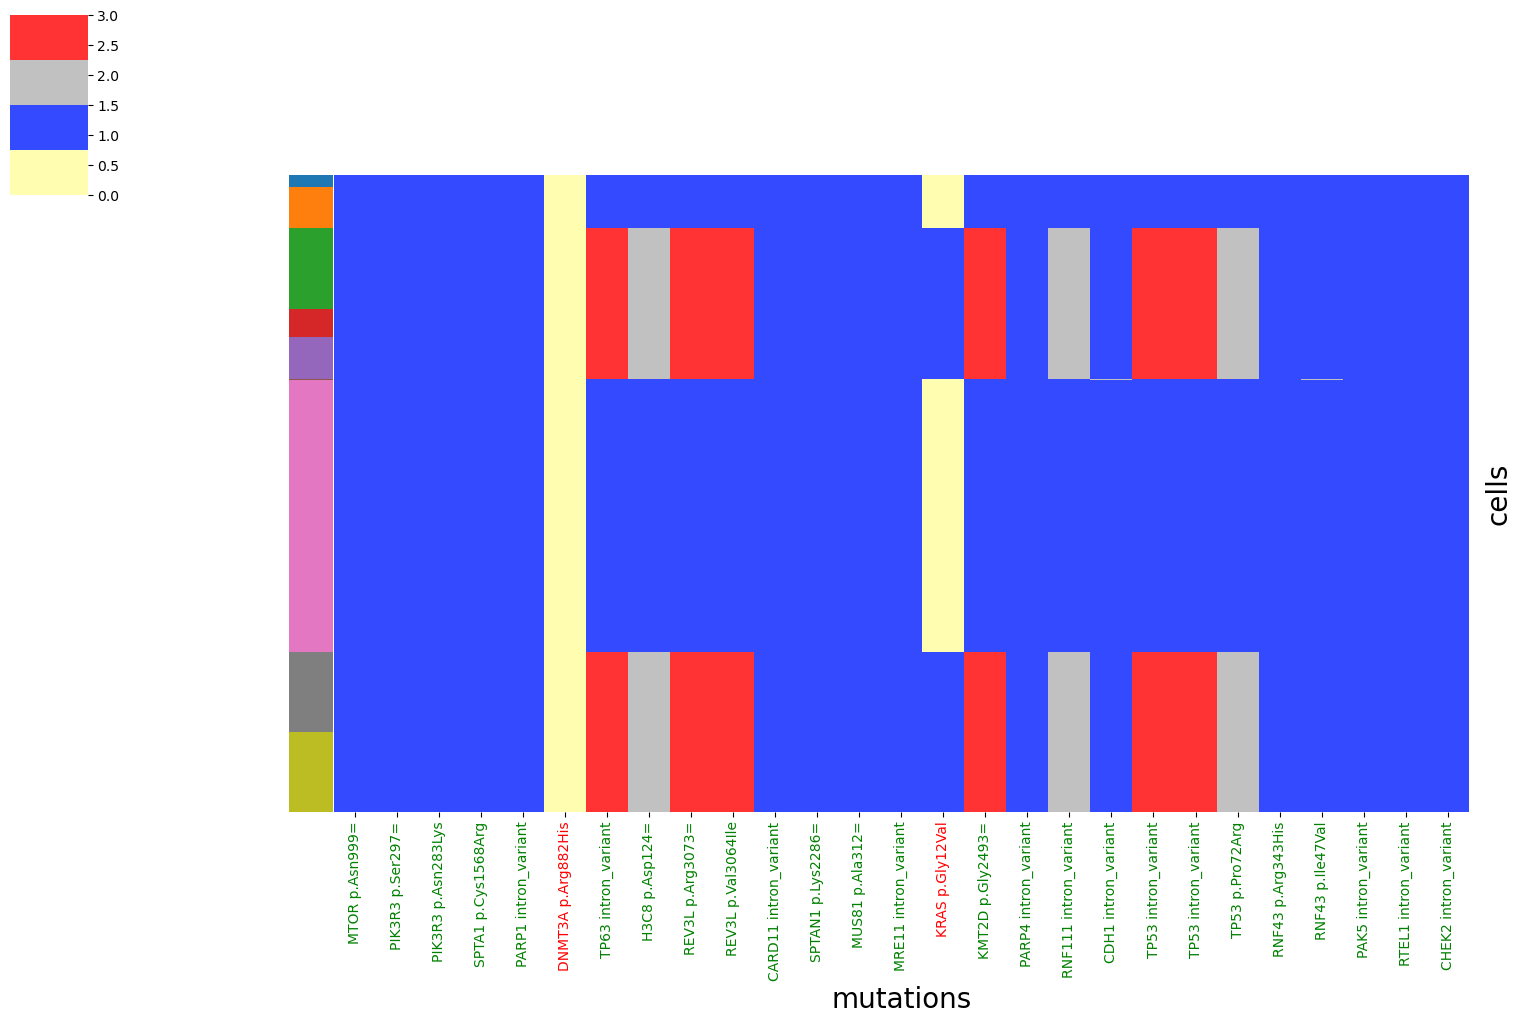 3.0
2.5
2.0
1.5
1.0
0.5
0.0
cells
MTOR p.Asn999=
PIK3R3 p.Ser297=
PIK3R3 p.Asn283Lys
SPTA1 p.Cys1568Arg
PARP1 intron_variant
DNMT3A p.Arg882His
TP63 intron_variant
H3C8 p.Asp124=
REV3L p.Arg3073=
REV3L p.Val3064Ile
CARD11 intron_variant
SPTAN1 p.Lys2286=
MUS81 p.Ala312=
MRE11 intron_variant
KRAS p.Gly12Val
KMT2D p.Gly2493=
PARP4 intron_variant
RNF111 intron_variant
CDH1 intron_variant
TP53 intron_variant
TP53 intron_variant
TP53 p.Pro72Arg
RNF43 p.Arg343His
RNF43 p.Ile47Val
PAK5 intron_variant
RTEL1 intron_variant
CHEK2 intron_variant
mutations